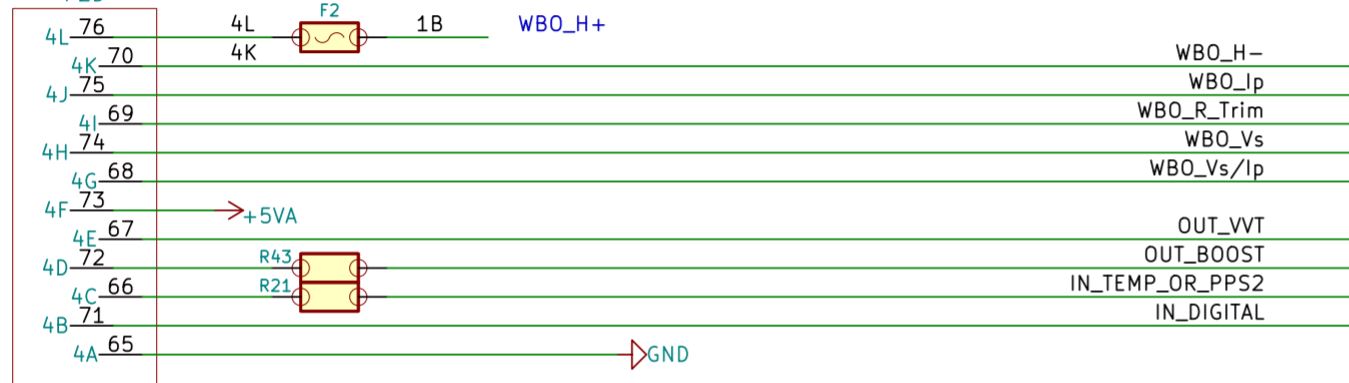 F2
76 4L 1B WBO_H+
4L
4K
70 WBO_H-
4K
75 WBO_Ip
4J
69 WBO_R_Trim
4I
74 WBO_Vs
4H
68 WBO_Vs/Ip
4G
73
4F +5VA
67 OUT_VVT
4E
72 R43 OUT_BOOST
4D
66 R21 IN_TEMP_OR_PPS2
4C
71 IN_DIGITAL
4B
65
4A GND